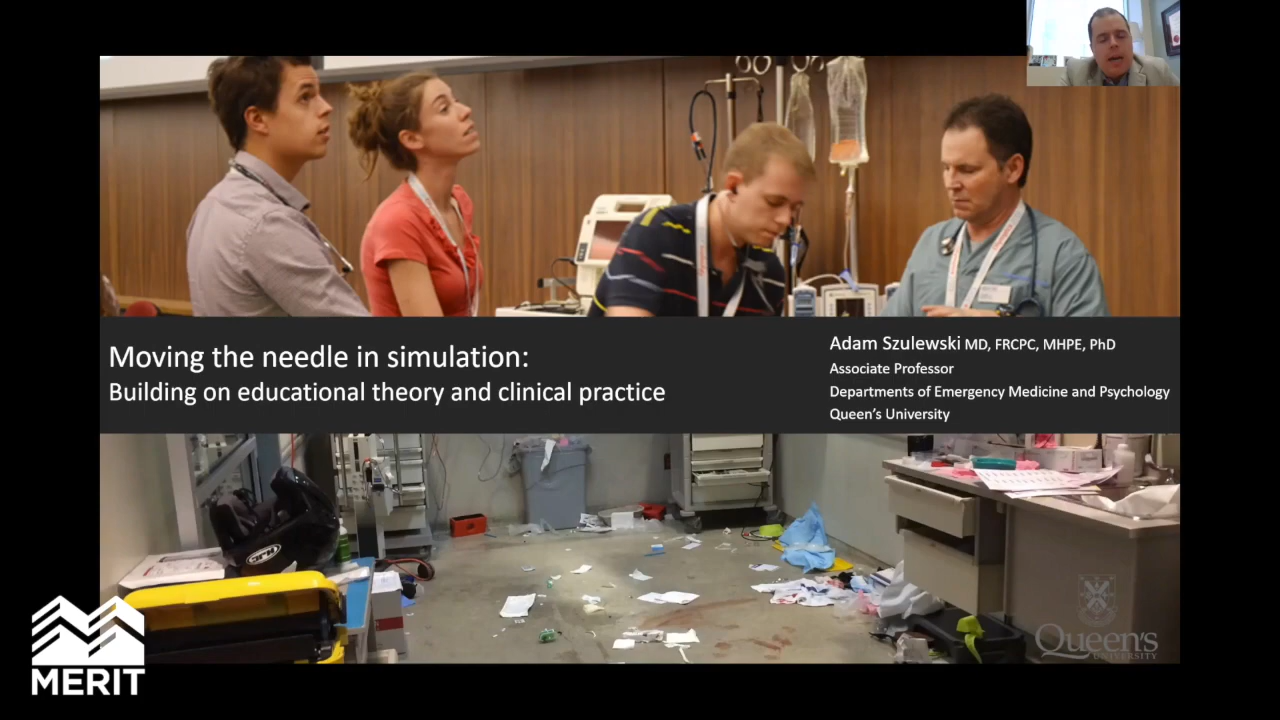 Moving the needle in simulation:
Building on educational theory and clinical practice
Adam Szulewski MD, FRCPC, MHPE, PhD
Associate Professor
Departments of Emergency Medicine and Psychology
Queen's University
Queen's
UNIVERSITY
MERIT